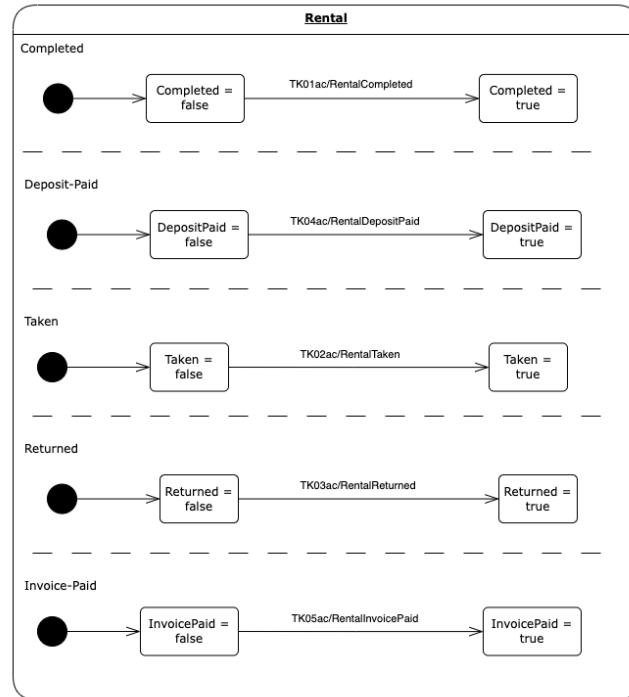 Rental
Completed
Completed =
false
TK01ac/RentalCompleted
Completed =
true
Deposit-Paid
DepositPaid =
false
TK04ac/RentalDepositPaid
DepositPaid =
true
Taken
Taken =
false
TK02ac/RentalTaken
Taken =
true
Returned
Returned =
false
TK03ac/RentalReturned
Returned =
true
Invoice-Paid
InvoicePaid =
false
TK05ac/RentalInvoicePaid
InvoicePaid =
true